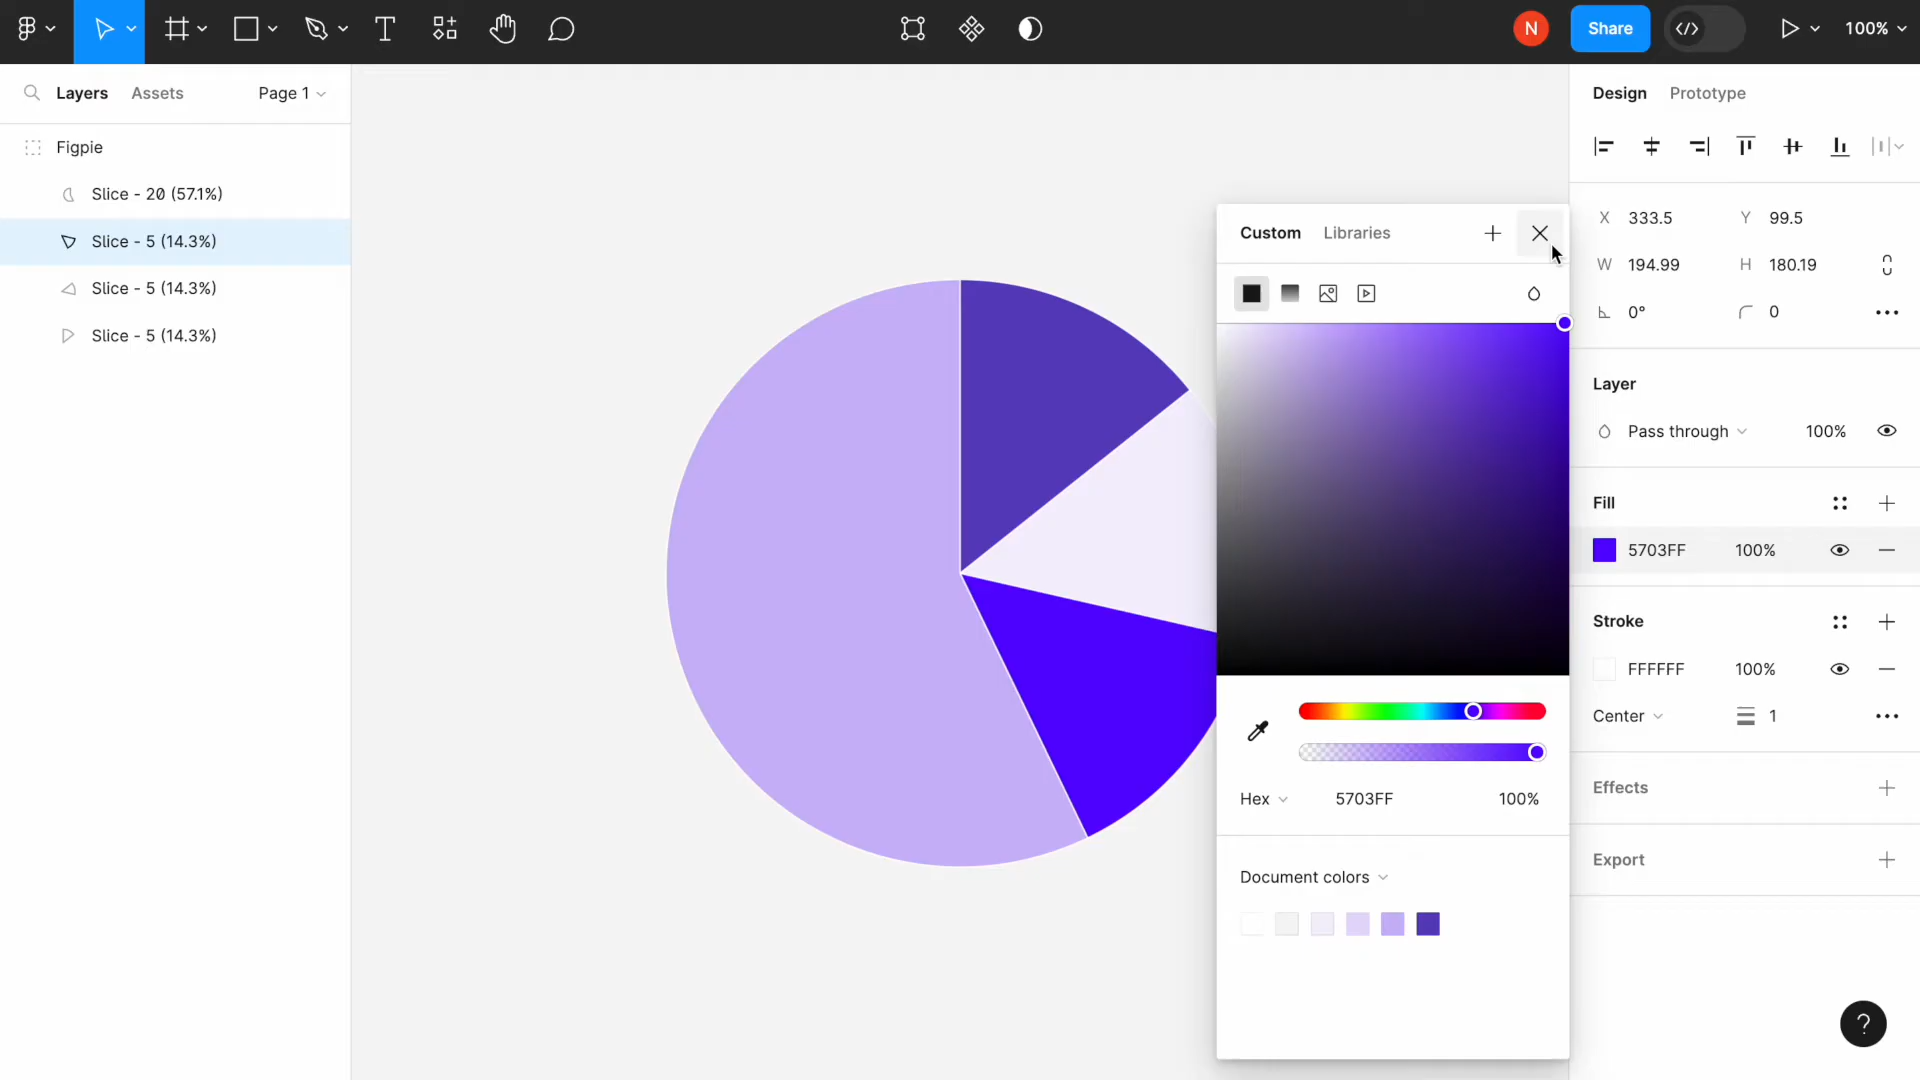 N
Share
100%
Layers
Assets
Page 1
Figpie
Slice - 20 (57.1%)
Slice - 5 (14.3%)
Slice - 5 (14.3%)
Slice - 5 (14.3%)
Custom
Libraries
Hex
5703FF
100%
Document colors
Design
Prototype
X 333.5
Y 99.5
W 194.99
H 180.19
0°
0
Layer
Pass through
100%
Fill
5703FF
100%
Stroke
FFFFFF
100%
Center
1
Effects
Export
?